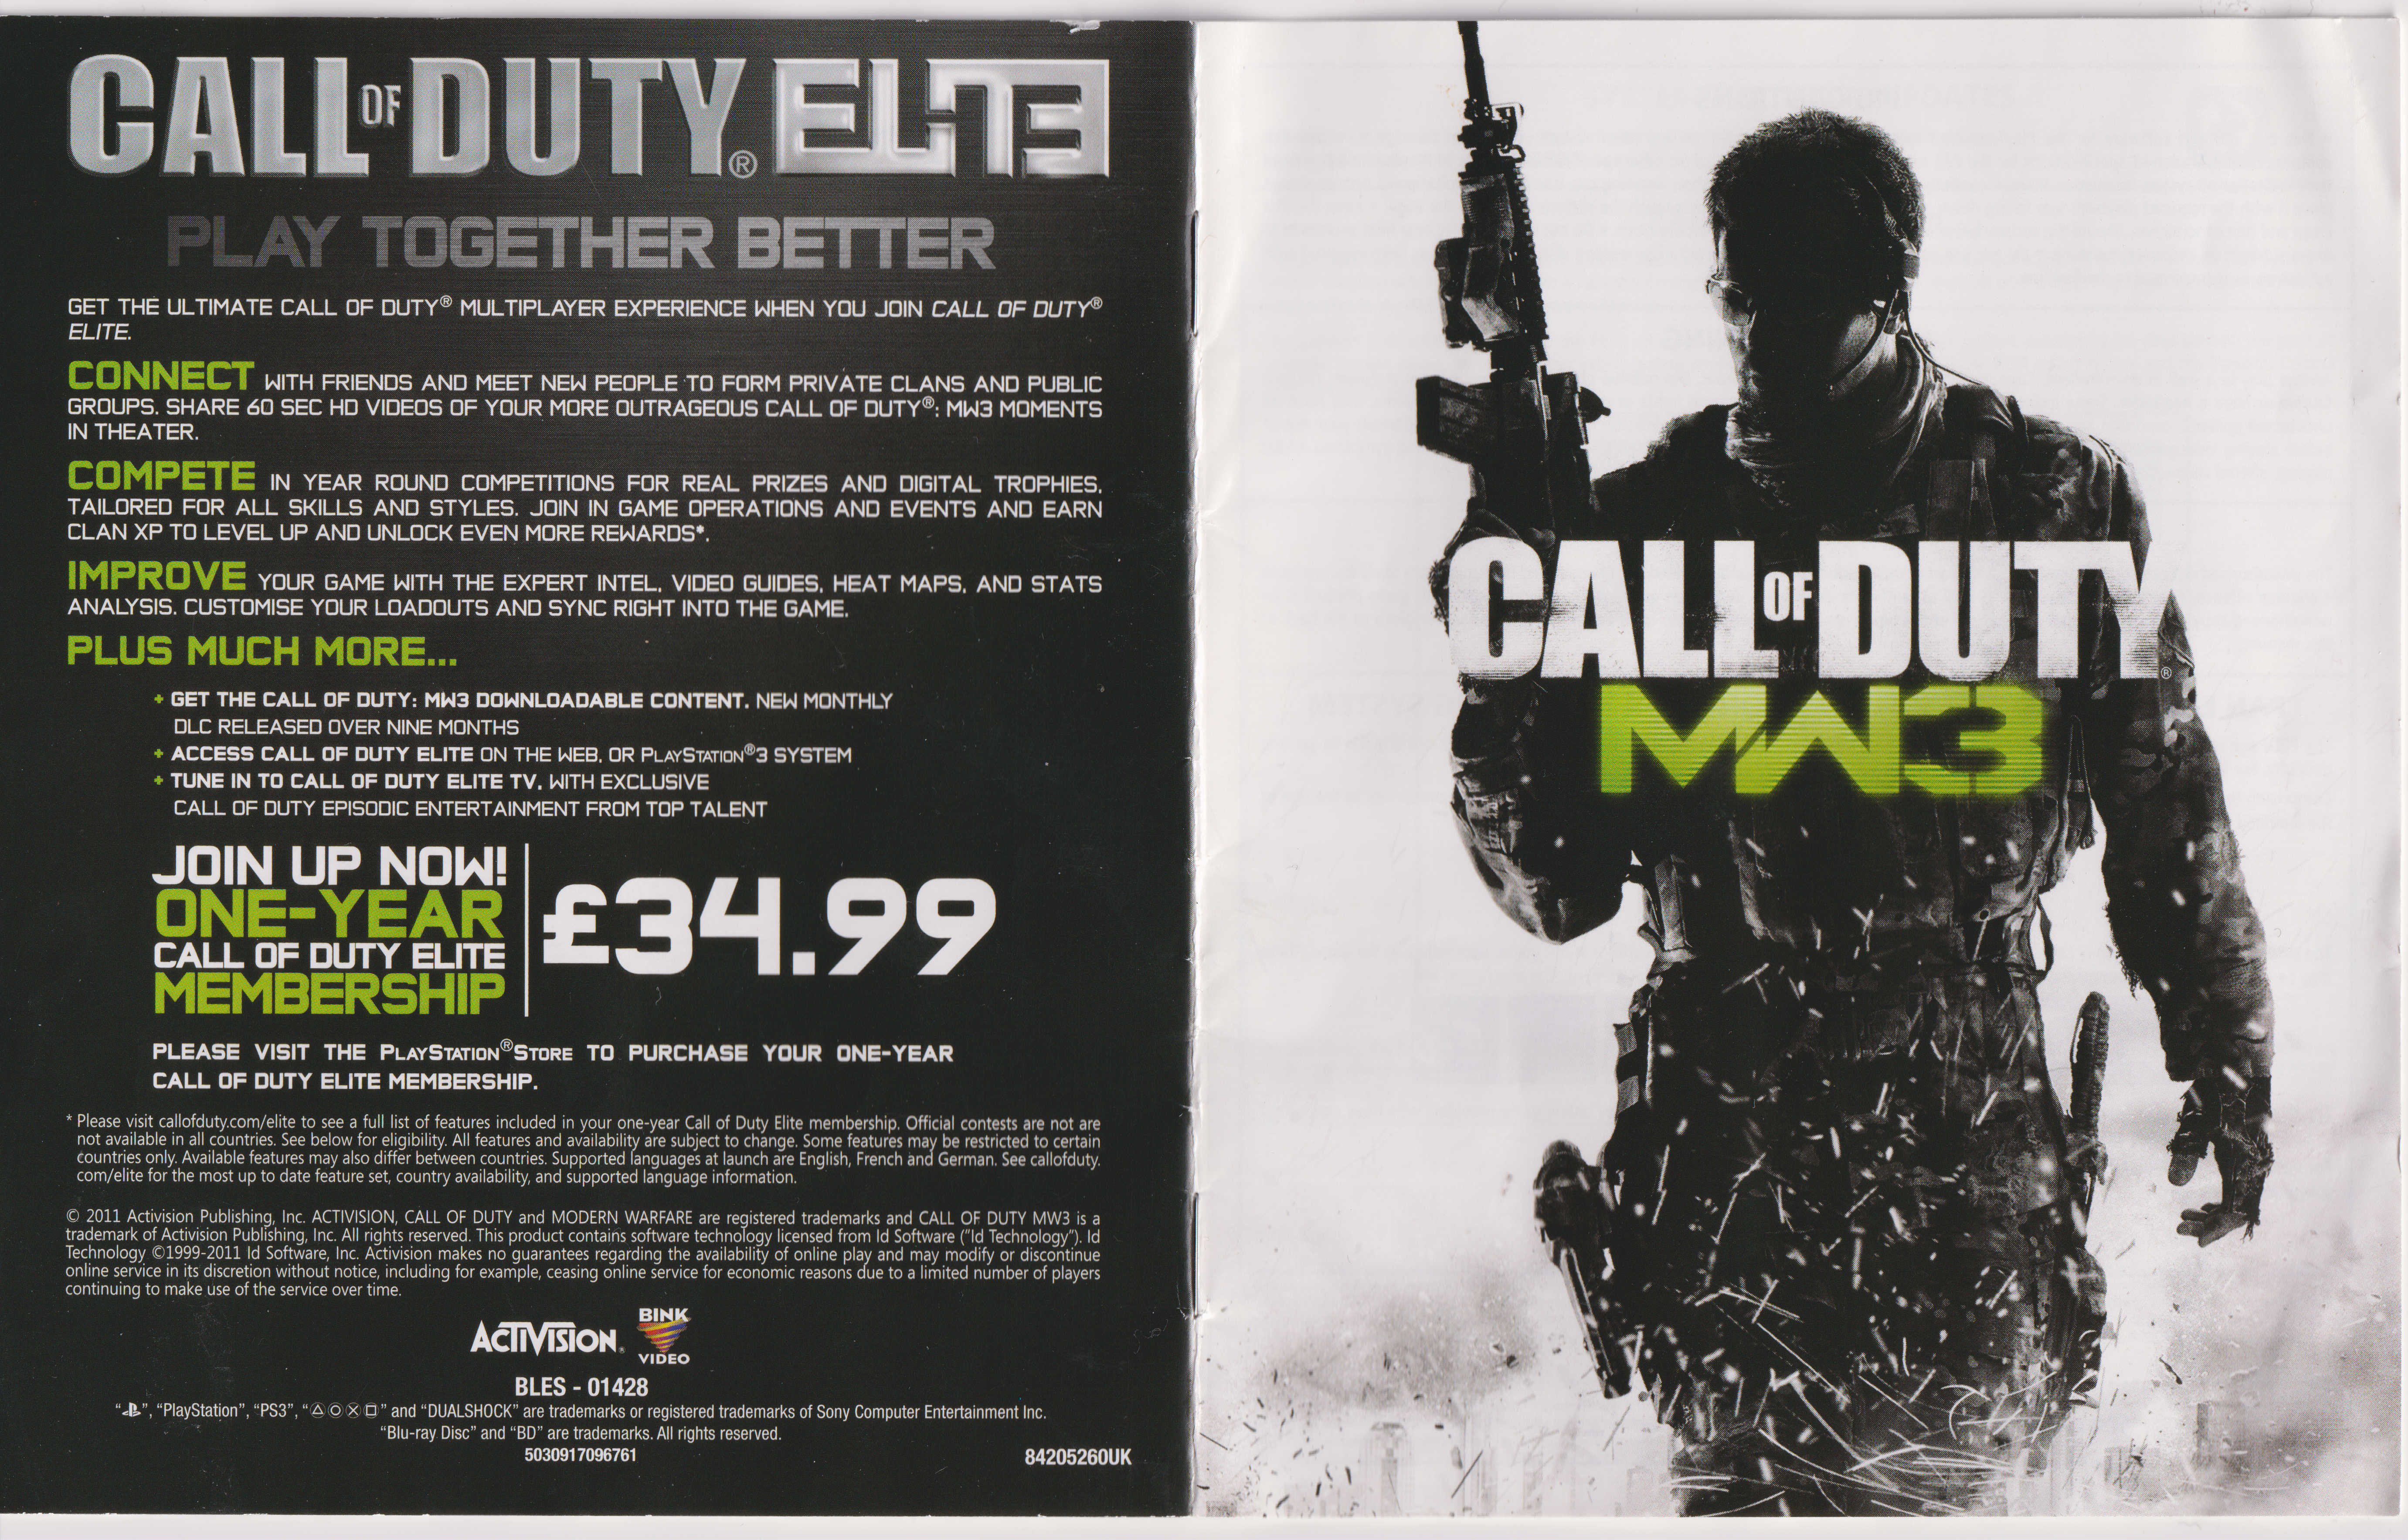 CALL OF DUTY® ELITE
PLAY TOGETHER BETTER
GET THE ULTIMATE CALL OF DUTY® MULTIPLAYER EXPERIENCE WHEN YOU JOIN CALL OF DUTY®
ELITE.
CONNECT WITH FRIENDS AND MEET NEW PEOPLE TO FORM PRIVATE CLANS AND PUBLIC
GROUPS. SHARE 60 SEC HD VIDEOS OF YOUR MORE OUTRAGEOUS CALL OF DUTY®: MW3 MOMENTS
IN THEATER.
COMPETE IN YEAR ROUND COMPETITIONS FOR REAL PRIZES AND DIGITAL TROPHIES,
TAILORED FOR ALL SKILLS AND STYLES. JOIN IN GAME OPERATIONS AND EVENTS AND EARN
CLAN XP TO LEVEL UP AND UNLOCK EVEN MORE REWARDS*.
IMPROVE YOUR GAME WITH THE EXPERT INTEL, VIDEO GUIDES, HEAT MAPS, AND STATS
ANALYSIS. CUSTOMISE YOUR LOADOUTS AND SYNC RIGHT INTO THE GAME.
PLUS MUCH MORE...
+ GET THE CALL OF DUTY: MW3 DOWNLOADABLE CONTENT. NEW MONTHLY
DLC RELEASED OVER NINE MONTHS
+ ACCESS CALL OF DUTY ELITE ON THE WEB, OR PLAYSTATION®3 SYSTEM
+ TUNE IN TO CALL OF DUTY ELITE TV, WITH EXCLUSIVE
CALL OF DUTY EPISODIC ENTERTAINMENT FROM TOP TALENT
JOIN UP NOW!
ONE-YEAR
CALL OF DUTY ELITE
MEMBERSHIP
£34.99
PLEASE VISIT THE PLAYSTATION®STORE TO PURCHASE YOUR ONE-YEAR
CALL OF DUTY ELITE MEMBERSHIP.
* Please visit callofduty.com/elite to see a full list of features included in your one-year Call of Duty Elite membership. Official contests are not are
not available in all countries. See below for eligibility. All features and availability are subject to change. Some features may be restricted to certain
countries only. Available features may also differ between countries. Supported languages at launch are English, French and German. See callofduty.
com/elite for the most up to date feature set, country availability, and supported language information.
© 2011 Activision Publishing, Inc. ACTIVISION, CALL OF DUTY and MODERN WARFARE are registered trademarks and CALL OF DUTY MW3 is a
trademark of Activision Publishing, Inc. All rights reserved. This product contains software technology licensed from Id Software ("Id Technology"). Id
Technology ©1999-2011 Id Software, Inc. Activision makes no guarantees regarding the availability of online play and may modify or discontinue
online service in its discretion without notice, including for example, ceasing online service for economic reasons due to a limited number of players
continuing to make use of the service over time.
ACTIVISION.
BINK
VIDEO
BLES - 01428
“PS”, “PlayStation”, “PS3”, “△○✕□” and “DUALSHOCK” are trademarks or registered trademarks of Sony Computer Entertainment Inc.
“Blu-ray Disc” and “BD” are trademarks. All rights reserved.
5030917096761
84205260UK
CALL OF DUTY®
MW3